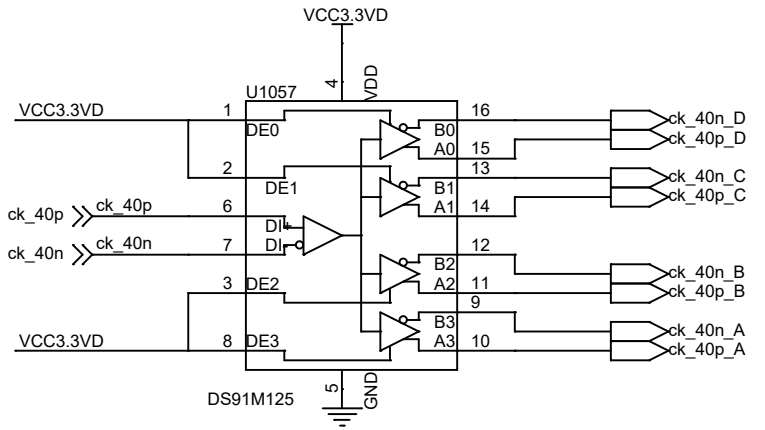 VCC3.3VD
4
VDD
U1057
VCC3.3VD 1 DE0 B0 16 ck_40n_D
A0 15 ck_40p_D
2 DE1 B1 13 ck_40n_C
A1 14 ck_40p_C
ck_40p ck_40p 6 DI+
ck_40n ck_40n 7 DI-
B2 12 ck_40n_B
3 DE2 A2 11 ck_40p_B
B3 9 ck_40n_A
VCC3.3VD 8 DE3 A3 10 ck_40p_A
DS91M125
5
GND